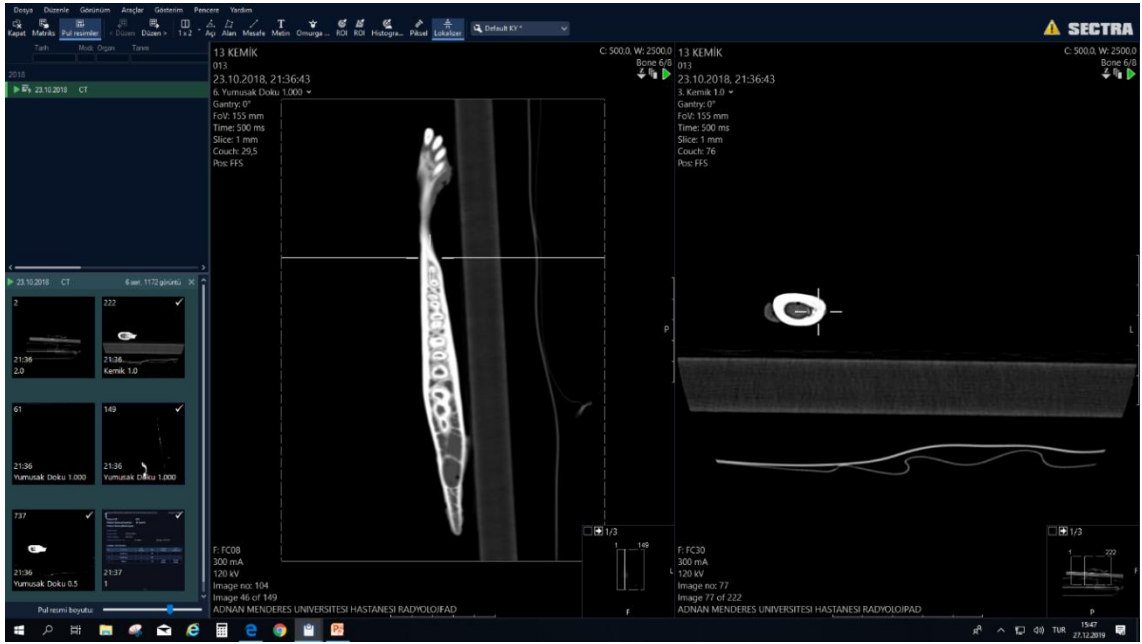 Dosya Düzenle Görünüm Araçlar Gösterim Pencere Yardım
Kapat Matriks Pul resimler < Düzen Düzen > 1x2 Açı Alan Mesafe Metin Omurga ... ROI ROI Histogra... Piksel Lokalizer Default KY *
SECTRA
Tarih Moda Organ Tanım
2018
23.10.2018 CT
23.10.2018 CT 6 seri, 1172 görüntü
2
21:36
2.0
222
21:36
Kemik 1.0
61
21:36
Yumusak Doku 1.000
149
21:36
Yumusak Doku 1.000
737
21:36
Yumusak Doku 0.5
21:37
1
Pul resmi boyutu:
13 KEMİK
013
23.10.2018, 21:36:43
6. Yumusak Doku 1.000
Gantry: 0°
FoV: 155 mm
Time: 500 ms
Slice: 1 mm
Couch: 29,5
Pos: FFS
C: 500.0, W: 2500.0
Bone 6/8
P
1/3
1 149
L
F
F: FC08
300 mA
120 kV
Image no: 104
Image 46 of 149
ADNAN MENDERES UNIVERSITESI HASTANESI RADYOLOJFAD
13 KEMİK
013
23.10.2018, 21:36:43
3. Kemik 1.0
Gantry: 0°
FoV: 155 mm
Time: 500 ms
Slice: 1 mm
Couch: 76
Pos: FFS
C: 500.0, W: 2500.0
Bone 6/8
L
1/3
1 222
F
P
F: FC30
300 mA
120 kV
Image no: 77
Image 77 of 222
ADNAN MENDERES UNIVERSITESI HASTANESI RADYOLOJFAD
TUR
15:47
27.12.2019